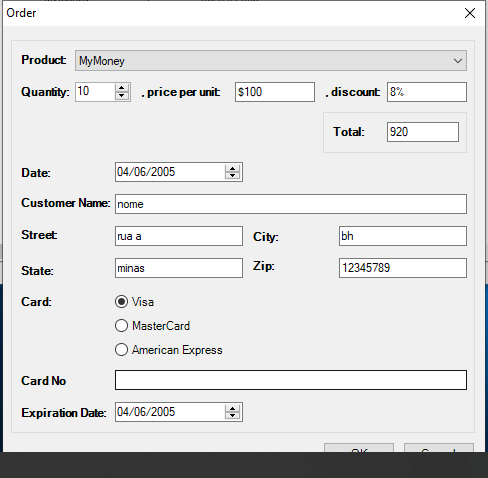 Order
Product: MyMoney
Quantity: 10 , price per unit: $100 , discount: 8%
Total: 920
Date: 04/06/2005
Customer Name: nome
Street: rua a City: bh
State: minas Zip: 12345789
Card: Visa
MasterCard
American Express
Card No
Expiration Date: 04/06/2005